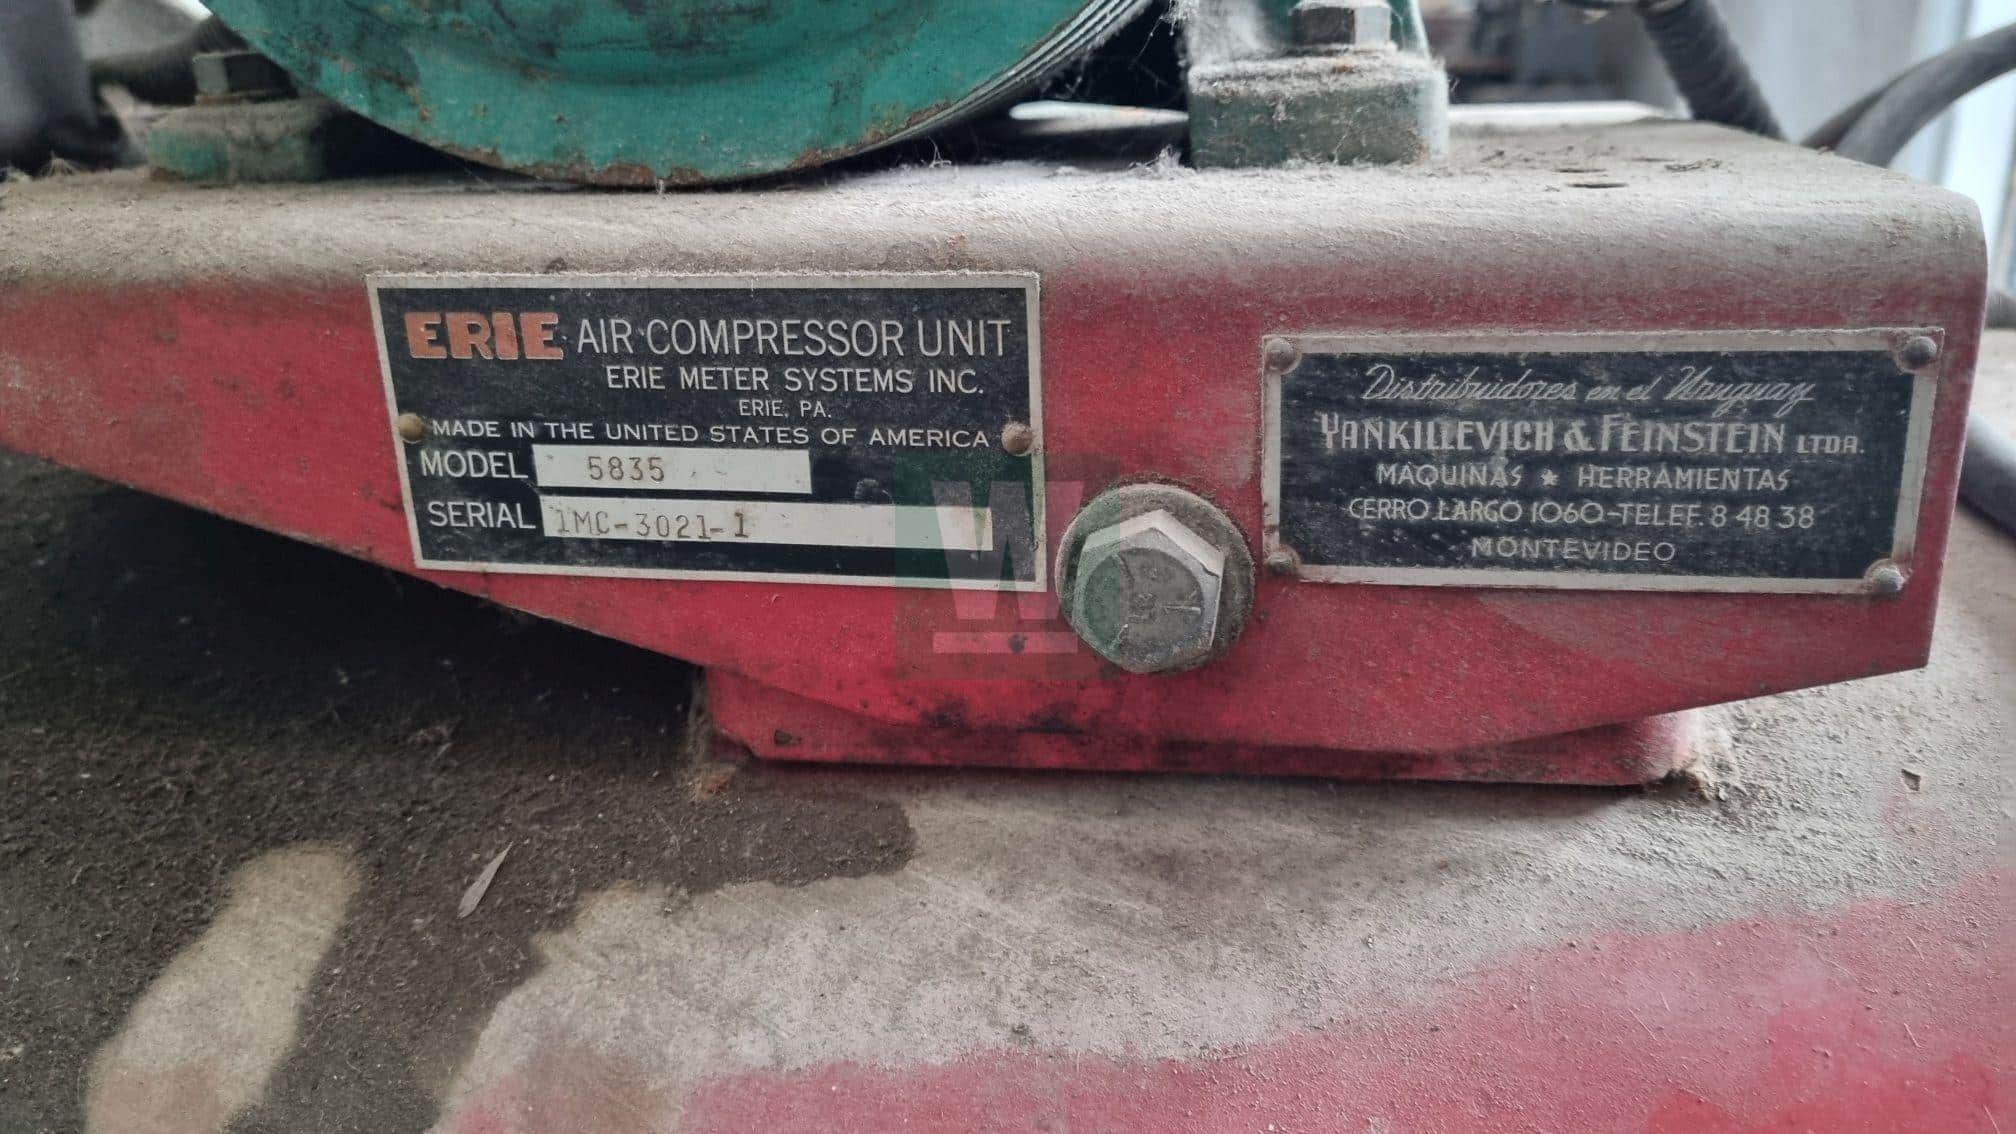 ERIE AIR COMPRESSOR UNIT
ERIE METER SYSTEMS INC.
ERIE, PA.
MADE IN THE UNITED STATES OF AMERICA
MODEL 5835
SERIAL 1MC-3021-1
Distribuidores en el Uruguay
YANKILLEVICH & FEINSTEIN LTDA.
MAQUINAS ★ HERRAMIENTAS
CERRO LARGO 1060-TELEF. 8 48 38
MONTEVIDEO
W